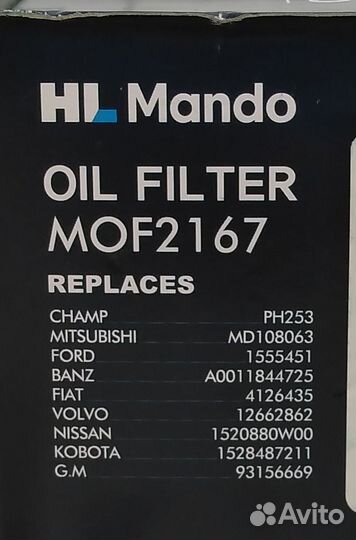 HL Mando
OIL FILTER
MOF2167
REPLACES
CHAMP PH253
MITSUBISHI MD108063
FORD 1555451
BANZ A0011844725
FIAT 4126435
VOLVO 12662862
NISSAN 1520880W00
KOBOTA 1528487211
G.M 93156669
Avito